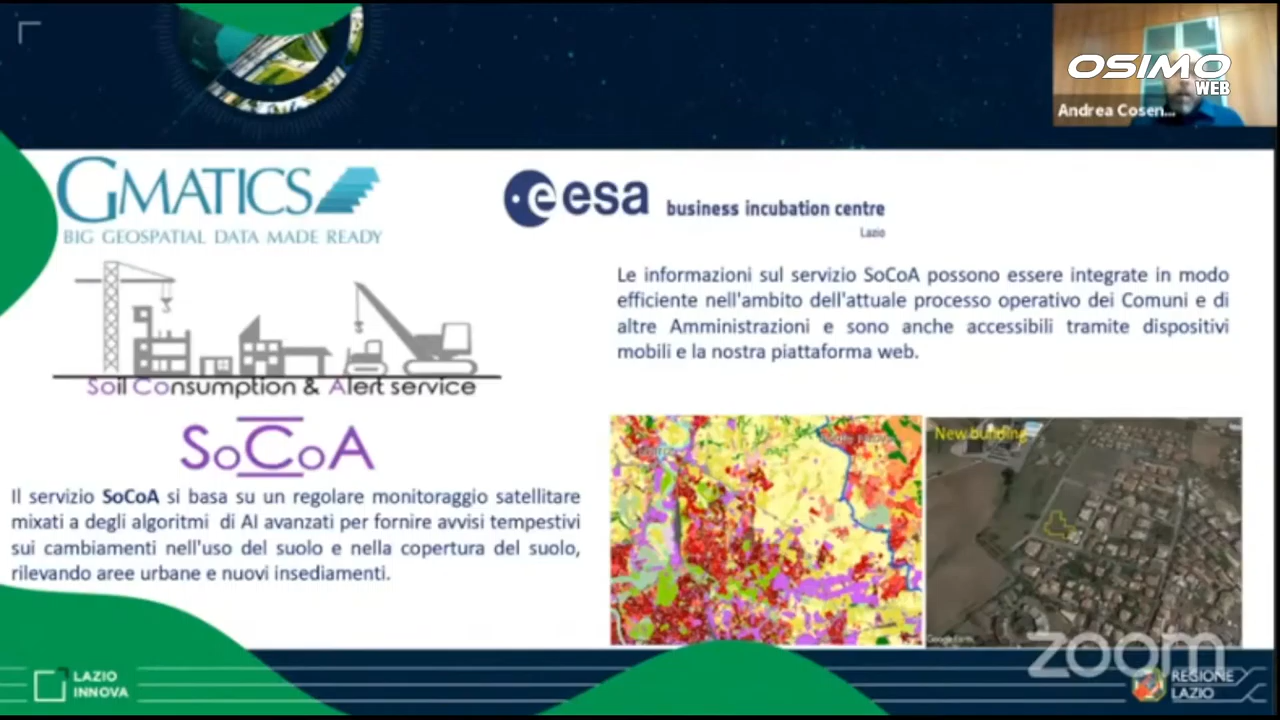 OSIMO
WEB
Andrea Cosen...
GMATICS
BIG GEOSPATIAL DATA MADE READY
esa
business incubation centre
Lazio
Soil Consumption & Alert service
SoCoA
Il servizio SoCoA si basa su un regolare monitoraggio satellitare
mixati a degli algoritmi di AI avanzati per fornire avvisi tempestivi
sui cambiamenti nell'uso del suolo e nella copertura del suolo,
rilevando aree urbane e nuovi insediamenti.
Le informazioni sul servizio SoCoA possono essere integrate in modo
efficiente nell'ambito dell'attuale processo operativo dei Comuni e di
altre Amministrazioni e sono anche accessibili tramite dispositivi
mobili e la nostra piattaforma web.
New building
Google Earth
zoom
LAZIO
INNOVA
REGIONE
LAZIO